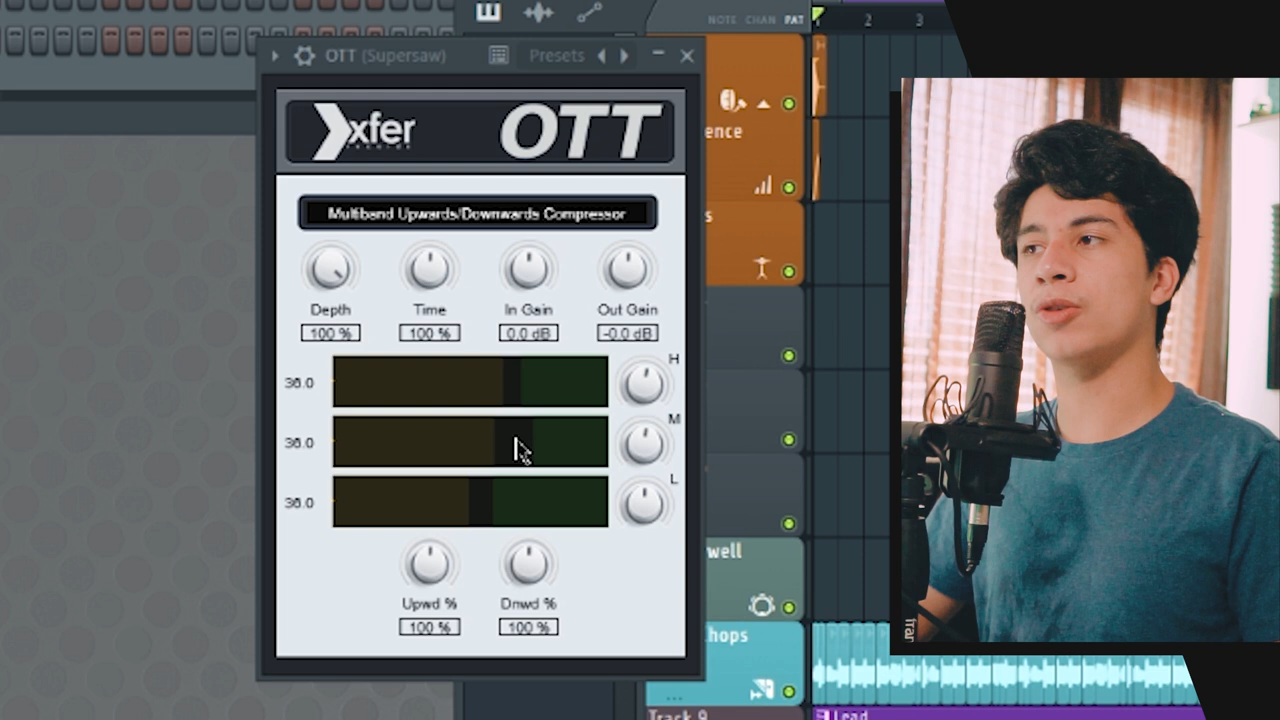 NOTE CHAN PAT
2 3
OTT (Supersaw) Presets
xfer OTT
Multiband Upwards/Downwards Compressor
Depth Time In Gain Out Gain
100 % 100 % 0.0 dB -0.0 dB
H
36.0
M
36.0
L
36.0
Upwd % Dnwd %
100 % 100 %
ence
s
well
hops
Track 9
Lead